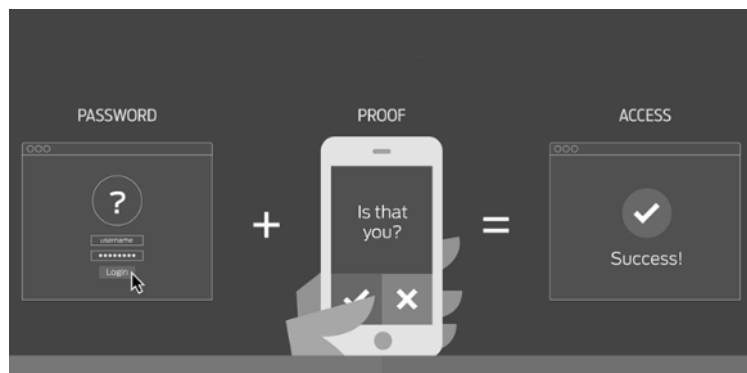 PASSWORD
PROOF
ACCESS
?
username
Login
+
Is that
you?
=
Success!